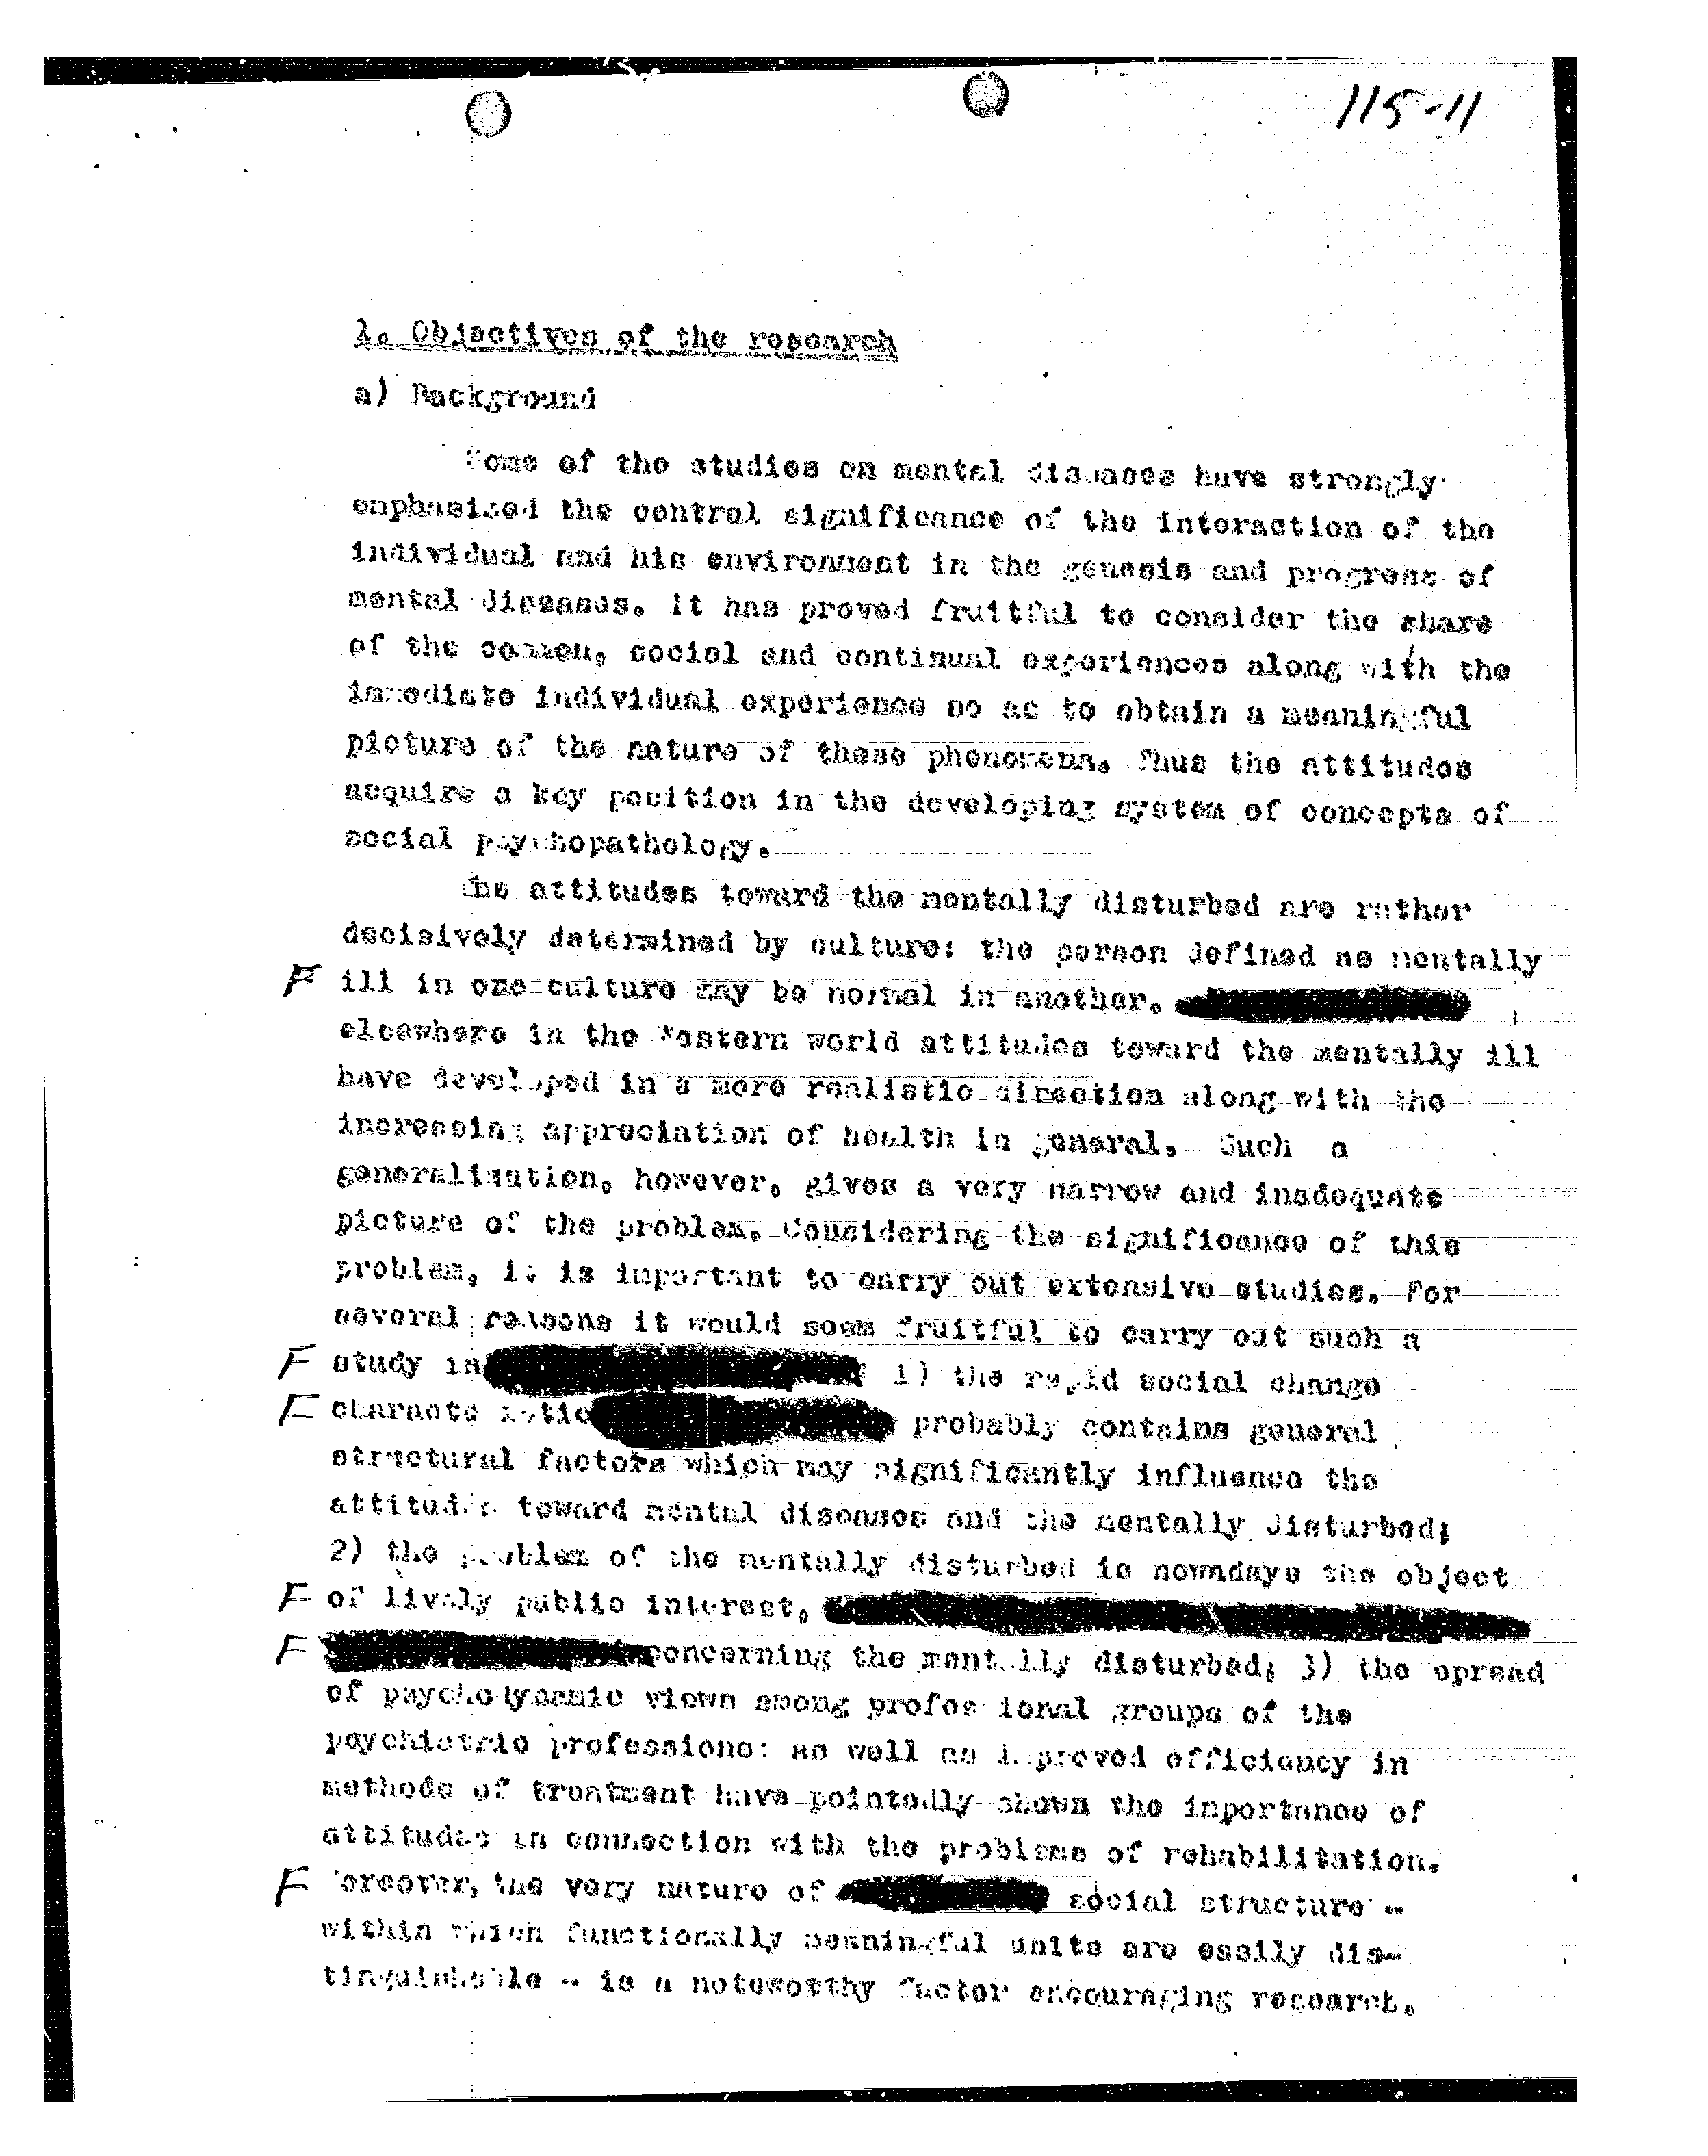 115-11
1. Objectives of the research
a) Background
Some of the studies on mental diseases have strongly
emphasized the central significance of the interaction of the
individual and his environment in the genesis and progress of
mental diseases. It has proved fruitful to consider the share
of the common, social and continual experiences along with the
immediate individual experience so as to obtain a meaningful
picture of the nature of these phenomena. Thus the attitudes
acquire a key position in the developing system of concepts of
social psychopathology.
The attitudes toward the mentally disturbed are rather
decisively determined by culture: the person defined as mentally
F ill in one culture may be normal in another.
elsewhere in the Western world attitudes toward the mentally ill
have developed in a more realistic direction along with the
increasing appreciation of health in general. Such a
generalization, however, gives a very narrow and inadequate
picture of the problem. Considering the significance of this
problem, it is important to carry out extensive studies. For
several reasons it would seem fruitful to carry out such a
F study in 1) the rapid social change
F characteristic probably contains general
structural factors which may significantly influence the
attitudes toward mental diseases and the mentally disturbed;
2) the problem of the mentally disturbed is nowadays the object
F of lively public interest,
F concerning the mentally disturbed; 3) the spread
of psychodynamic views among professional groups of the
psychiatric professions: as well as improved efficiency in
methods of treatment have pointedly shown the importance of
attitudes in connection with the problems of rehabilitation.
F Moreover, the very nature of social structure -
within which functionally meaningful units are easily dis-
tinguishable - is a noteworthy factor encouraging research.